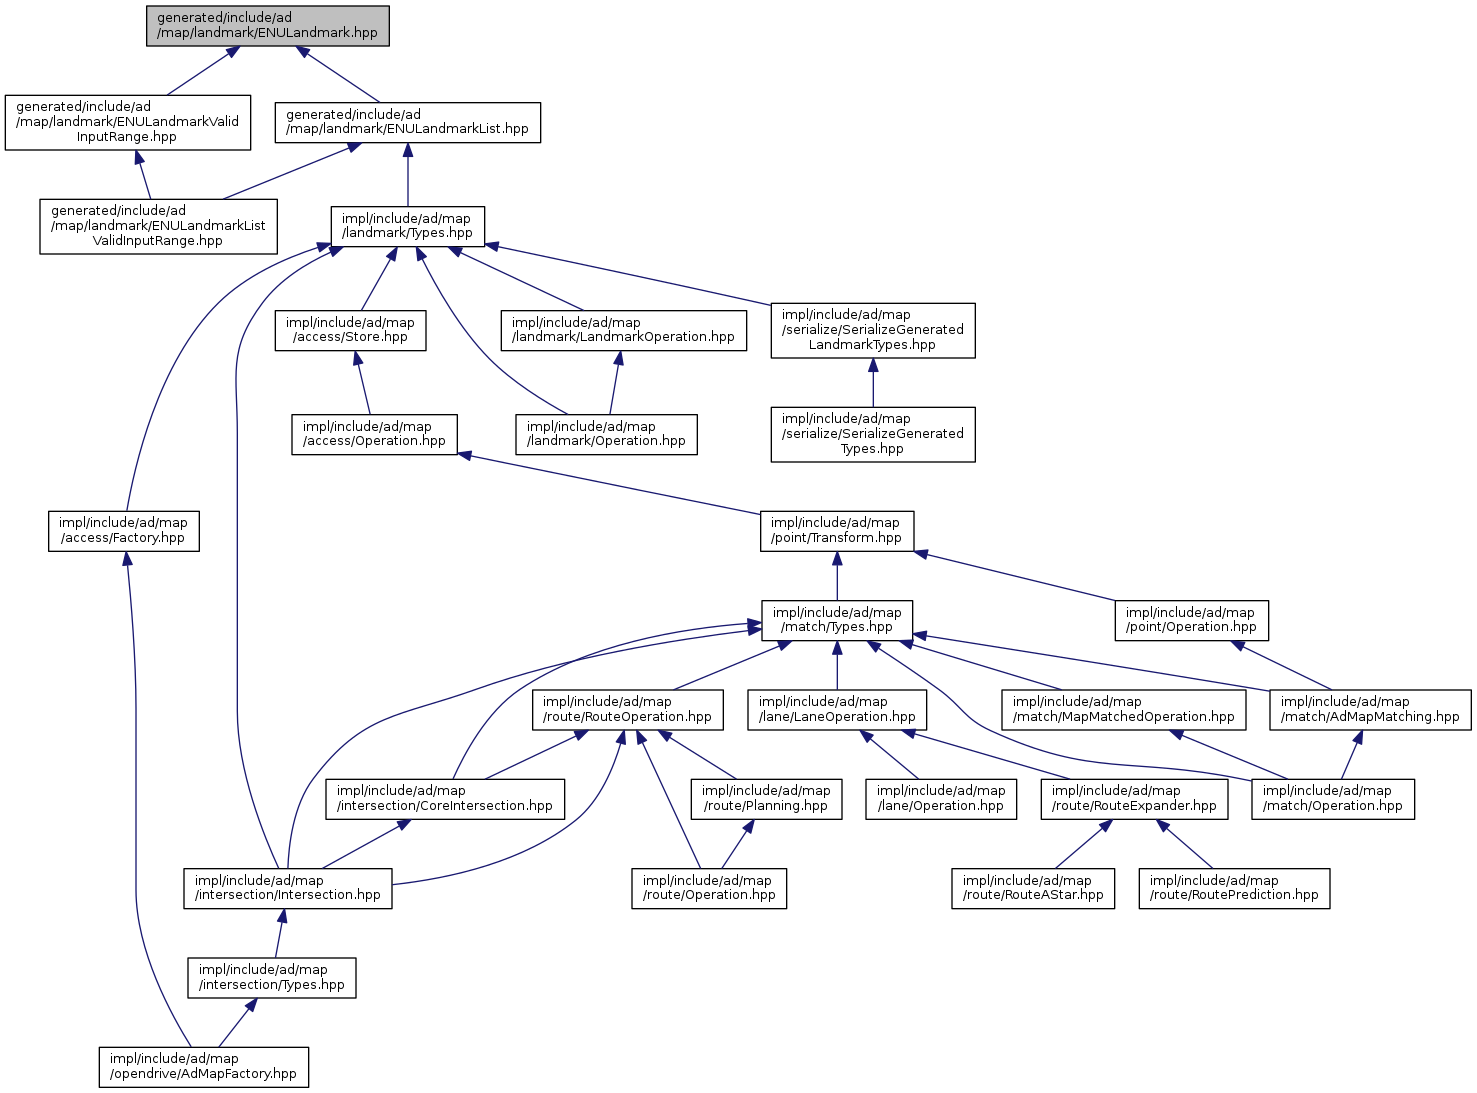 generated/include/ad
/map/landmark/ENULandmark.hpp
generated/include/ad
/map/landmark/ENULandmarkValid
InputRange.hpp
generated/include/ad
/map/landmark/ENULandmarkList.hpp
generated/include/ad
/map/landmark/ENULandmarkList
ValidInputRange.hpp
impl/include/ad/map
/landmark/Types.hpp
impl/include/ad/map
/access/Store.hpp
impl/include/ad/map
/landmark/LandmarkOperation.hpp
impl/include/ad/map
/serialize/SerializeGenerated
LandmarkTypes.hpp
impl/include/ad/map
/access/Operation.hpp
impl/include/ad/map
/landmark/Operation.hpp
impl/include/ad/map
/serialize/SerializeGenerated
Types.hpp
impl/include/ad/map
/access/Factory.hpp
impl/include/ad/map
/point/Transform.hpp
impl/include/ad/map
/match/Types.hpp
impl/include/ad/map
/point/Operation.hpp
impl/include/ad/map
/route/RouteOperation.hpp
impl/include/ad/map
/lane/LaneOperation.hpp
impl/include/ad/map
/match/MapMatchedOperation.hpp
impl/include/ad/map
/match/AdMapMatching.hpp
impl/include/ad/map
/intersection/CoreIntersection.hpp
impl/include/ad/map
/route/Planning.hpp
impl/include/ad/map
/lane/Operation.hpp
impl/include/ad/map
/route/RouteExpander.hpp
impl/include/ad/map
/match/Operation.hpp
impl/include/ad/map
/intersection/Intersection.hpp
impl/include/ad/map
/route/Operation.hpp
impl/include/ad/map
/route/RouteAStar.hpp
impl/include/ad/map
/route/RoutePrediction.hpp
impl/include/ad/map
/intersection/Types.hpp
impl/include/ad/map
/opendrive/AdMapFactory.hpp